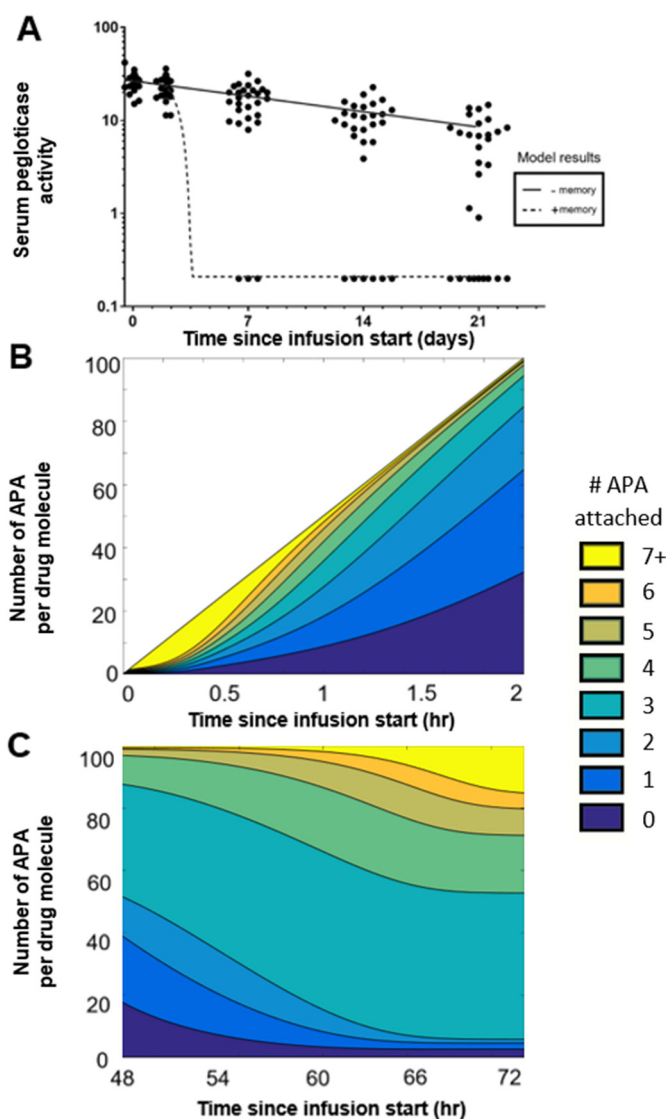 A
100
10
1
0.1
Serum pegloticase
activity
0
7
14
21
Time since infusion start (days)
Model results
- memory
+memory
B
100
80
60
40
20
0
Number of APA
per drug molecule
0
0.5
1
1.5
2
Time since infusion start (hr)
# APA
attached
7+
6
5
4
3
2
1
0
C
100
80
60
40
20
0
Number of APA
per drug molecule
48
54
60
66
72
Time since infusion start (hr)